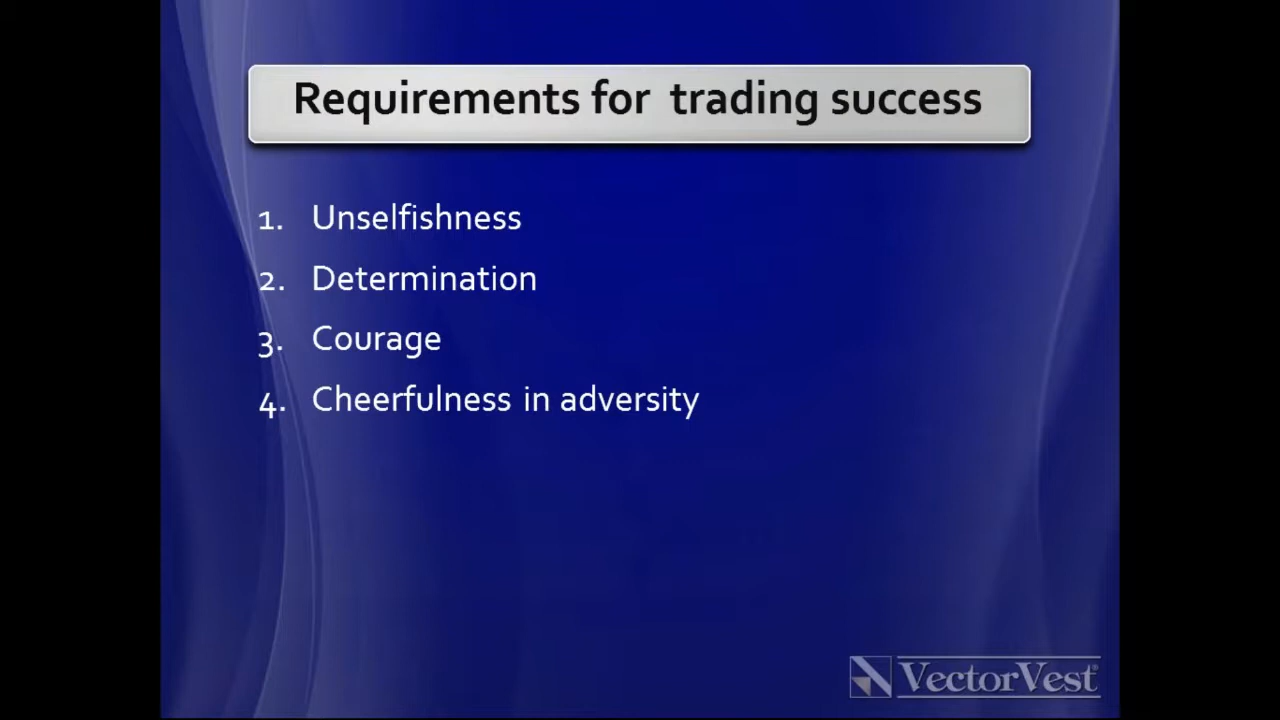 Requirements for trading success
1. Unselfishness
2. Determination
3. Courage
4. Cheerfulness in adversity
VectorVest®